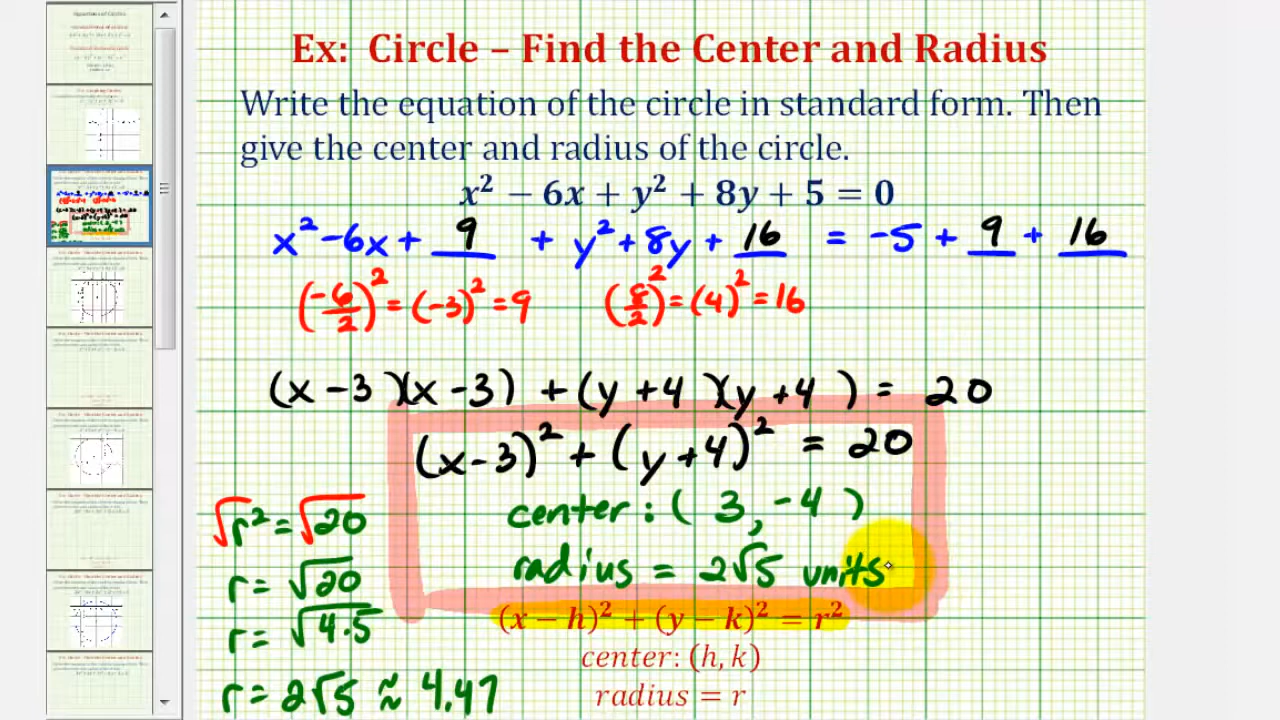 Ex: Circle – Find the Center and Radius
Write the equation of the circle in standard form. Then
give the center and radius of the circle.
x² − 6x + y² + 8y + 5 = 0
x² - 6x + 9 + y² + 8y + 16 = -5 + 9 + 16
(-6/2)² = (-3)² = 9 (8/2)² = (4)² = 16
(x - 3)(x - 3) + (y + 4)(y + 4) = 20
(x - 3)² + (y + 4)² = 20
center: (3, -4)
√r² = √20
radius = 2√5 units
r = √20
(x − h)² + (y − k)² = r²
r = √4·5
center: (h, k)
radius = r
r = 2√5 ≈ 4.47